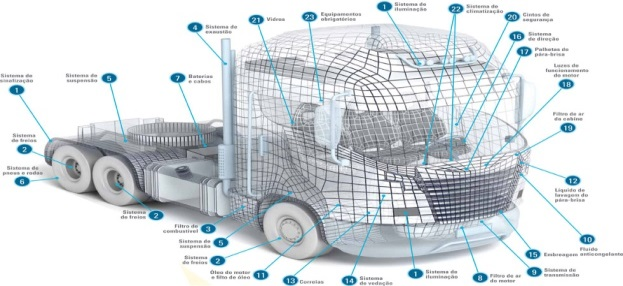 Sistema de
iluminação
1
22
Sistema de
climatização
20
Cintos de
segurança
16
Sistema de
direção
17
Palhetas do
pára-brisa
Luzes de
funcionamento
do motor
18
Filtro de ar
da cabine
19
12
Líquido de
lavagem do
pára-brisa
10
Fluido
anticongelante
15
Embreagem
9
Sistema de
transmissão
8
Filtro de ar
do motor
1
Sistema de
iluminação
14
Sistema
de vedação
13
Correias
11
Óleo do motor
e filtro de óleo
2
Sistema
de freios
5
Sistema de
suspensão
3
Filtro de
combustível
2
Sistema
de freios
6
Sistema de
pneus e rodas
2
Sistema
de freios
1
Sistema de
sinalização
5
Sistema de
suspensão
7
Baterias
e cabos
4
Sistema de
exaustão
21
Vidros
23
Equipamentos
obrigatórios